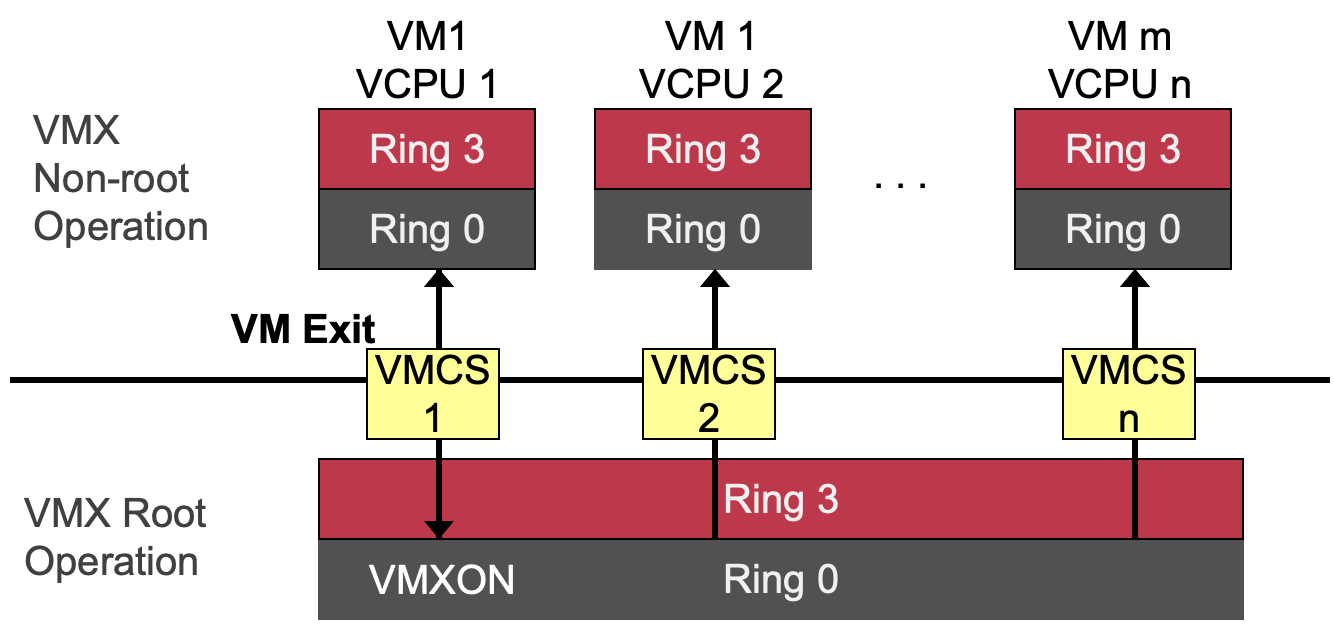 VM1
VCPU 1
VM 1
VCPU 2
VM m
VCPU n
VMX
Non-root
Operation
Ring 3
Ring 0
Ring 3
Ring 0
. . .
Ring 3
Ring 0
VM Exit
VMCS
1
VMCS
2
VMCS
n
VMX Root
Operation
Ring 3
VMXON
Ring 0